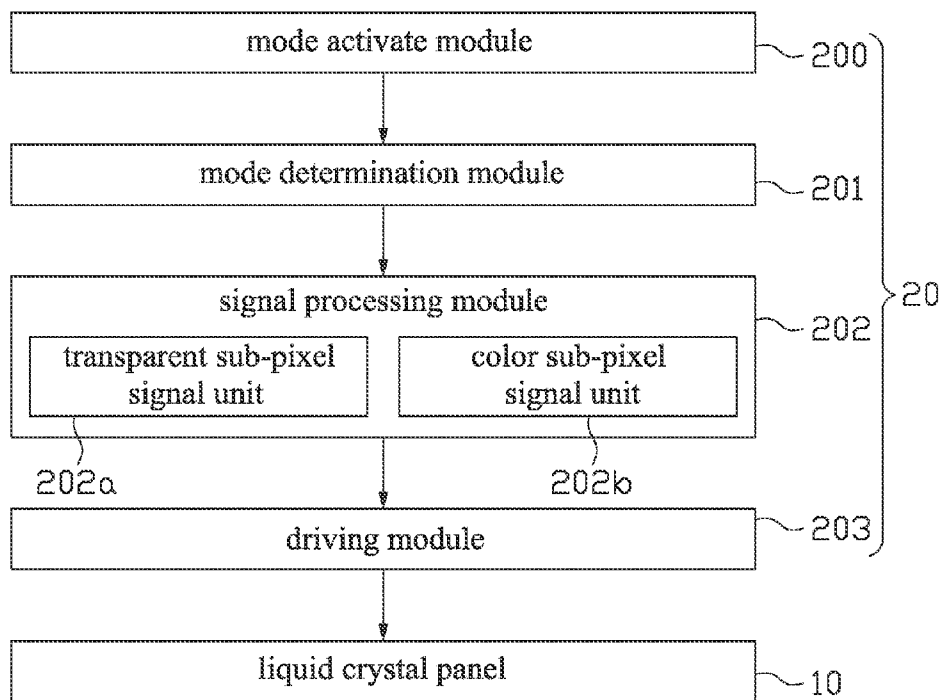 mode activate module
200
mode determination module
201
signal processing module
202
20
transparent sub-pixel
signal unit
color sub-pixel
signal unit
202a
202b
driving module
203
liquid crystal panel
10